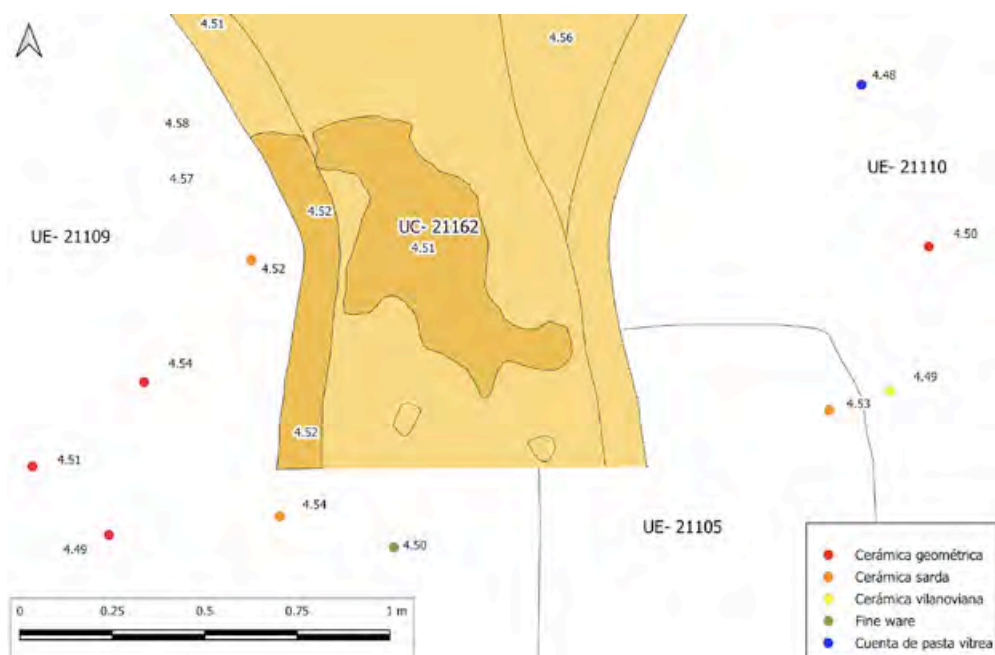 4.51
4.56
4.48
4.58
4.57
UE- 21110
4.52
UC- 21162
UE- 21109
4.51
4.50
4.52
4.54
4.49
4.53
4.52
4.51
4.54
UE- 21105
4.49
4.50
Cerámica geométrica
Cerámica sarda
Cerámica vilanoviana
Fine ware
Cuenta de pasta vítrea
0 0.25 0.5 0.75 1 m